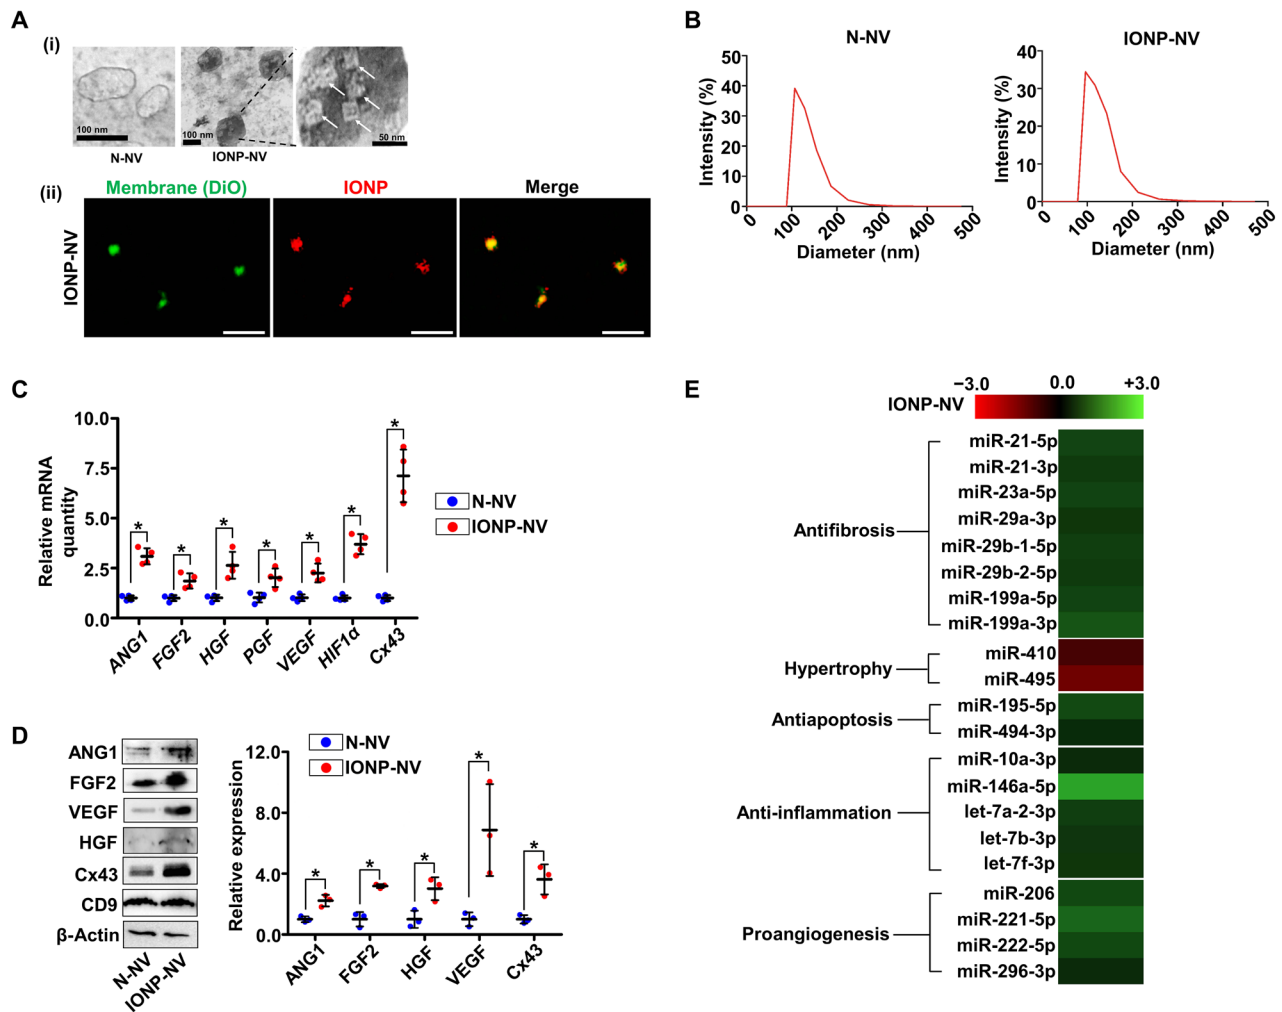 A
(i)
100 nm
100 nm
50 nm
N-NV
IONP-NV
(ii)
Membrane (DiO)
IONP
Merge
IONP-NV
B
N-NV
Intensity (%)
50
40
30
20
10
0
0
100
200
300
400
500
Diameter (nm)
IONP-NV
Intensity (%)
40
30
20
10
0
0
100
200
300
400
500
Diameter (nm)
C
Relative mRNA
quantity
10.0
7.5
5.0
2.5
0.0
*
*
*
*
*
*
*
ANG1
FGF2
HGF
PGF
VEGF
HIF1α
Cx43
N-NV
IONP-NV
D
ANG1
FGF2
VEGF
HGF
Cx43
CD9
β-Actin
N-NV
IONP-NV
N-NV
IONP-NV
Relative expression
12.0
8.0
4.0
0.0
*
*
*
*
*
ANG1
FGF2
HGF
VEGF
Cx43
E
−3.0
0.0
+3.0
IONP-NV
Antifibrosis
miR-21-5p
miR-21-3p
miR-23a-5p
miR-29a-3p
miR-29b-1-5p
miR-29b-2-5p
miR-199a-5p
miR-199a-3p
Hypertrophy
miR-410
miR-495
Antiapoptosis
miR-195-5p
miR-494-3p
Anti-inflammation
miR-10a-3p
miR-146a-5p
let-7a-2-3p
let-7b-3p
let-7f-3p
Proangiogenesis
miR-206
miR-221-5p
miR-222-5p
miR-296-3p